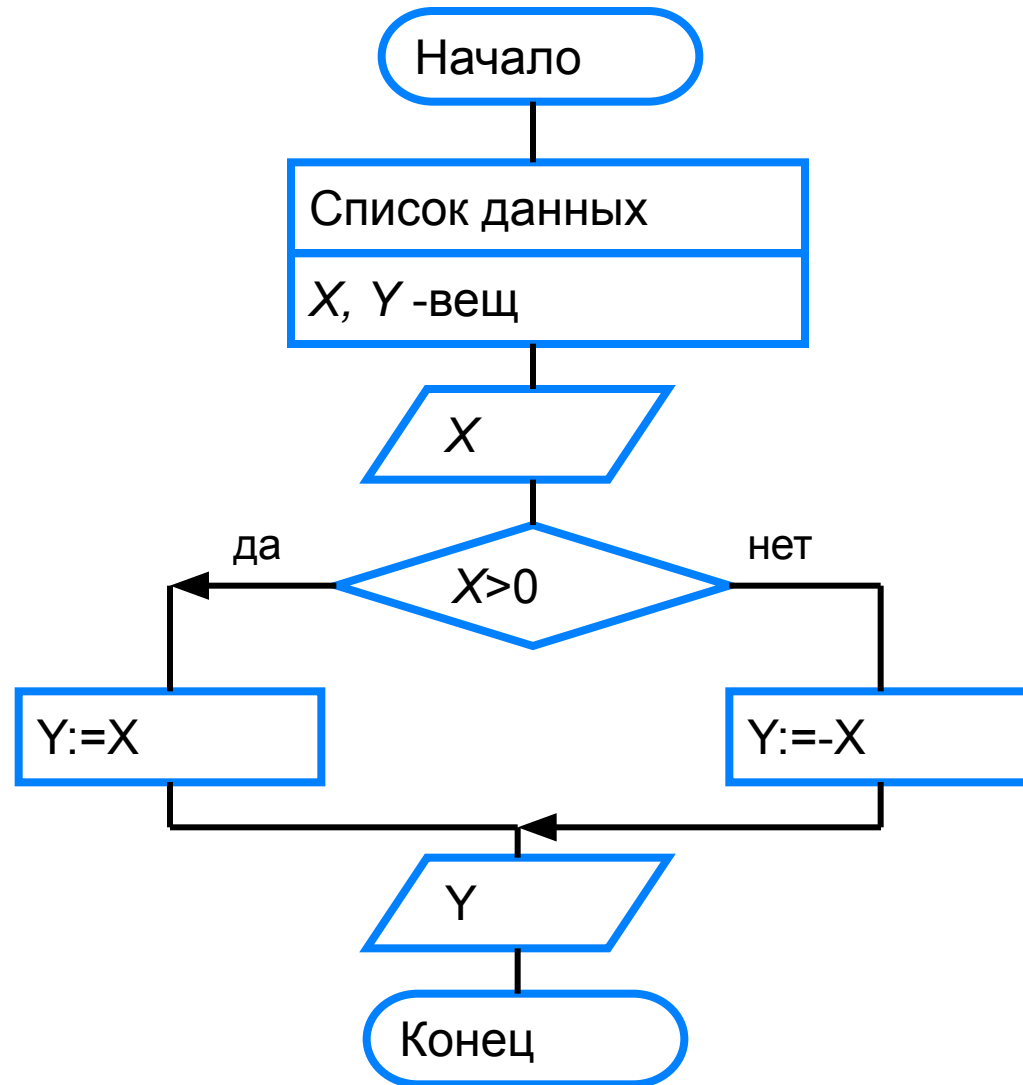 Начало
Список данных
X, Y -вещ
X
да
нет
X>0
Y:=X
Y:=-X
Y
Конец